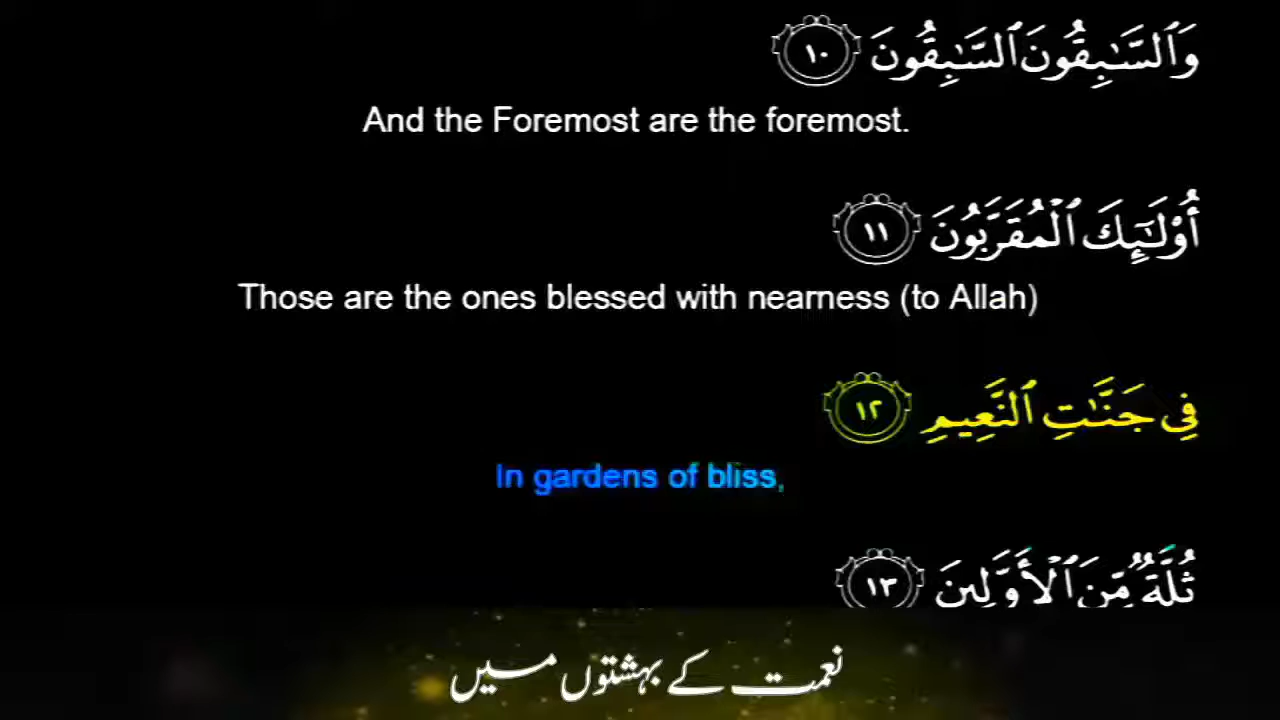 وَٱلسَّٰبِقُونَ ٱلسَّٰبِقُونَ ١٠
And the Foremost are the foremost.
أُوْلَٰٓئِكَ ٱلْمُقَرَّبُونَ ١١
Those are the ones blessed with nearness (to Allah)
فِى جَنَّٰتِ ٱلنَّعِيمِ ١٢
In gardens of bliss,
ثُلَّةٌ مِّنَ ٱلْأَوَّلِينَ ١٣
نعمت کے بہشتوں میں